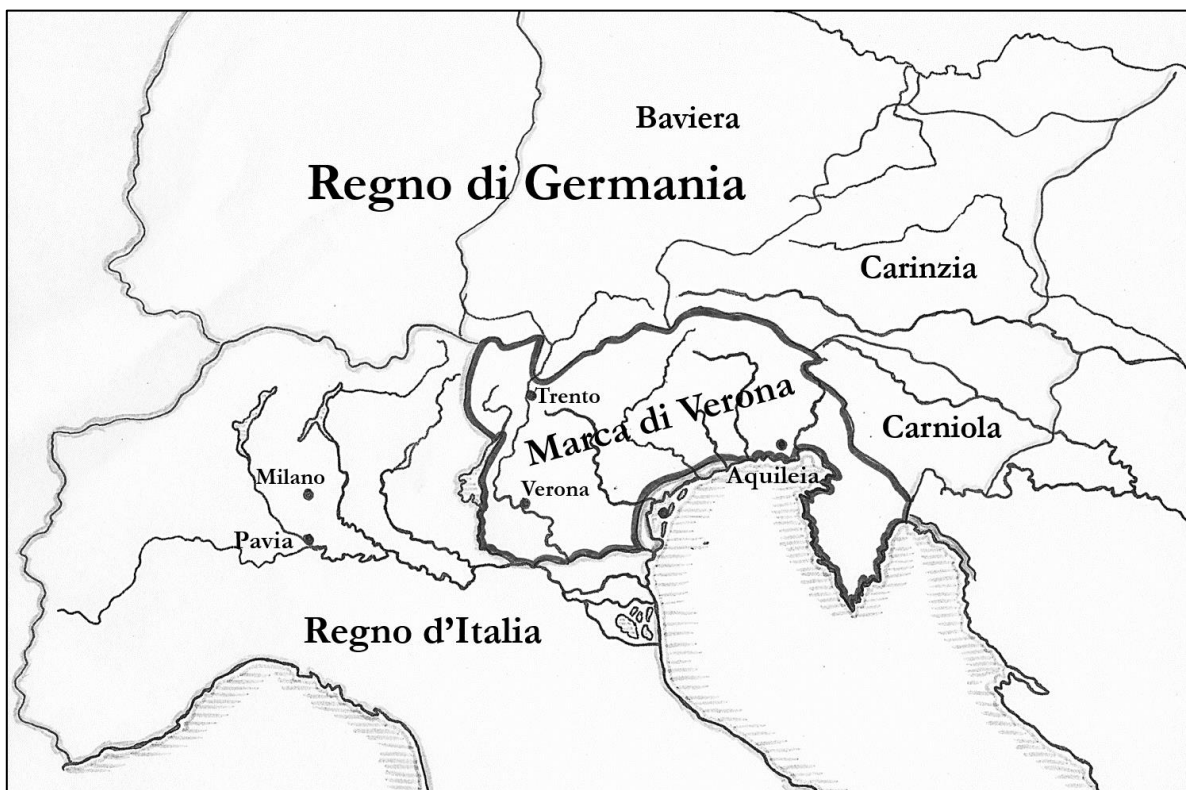 Baviera
Regno di Germania
Carinzia
Trento
Marca di Verona
Carniola
Milano
Verona
Aquileia
Pavia
Regno d'Italia